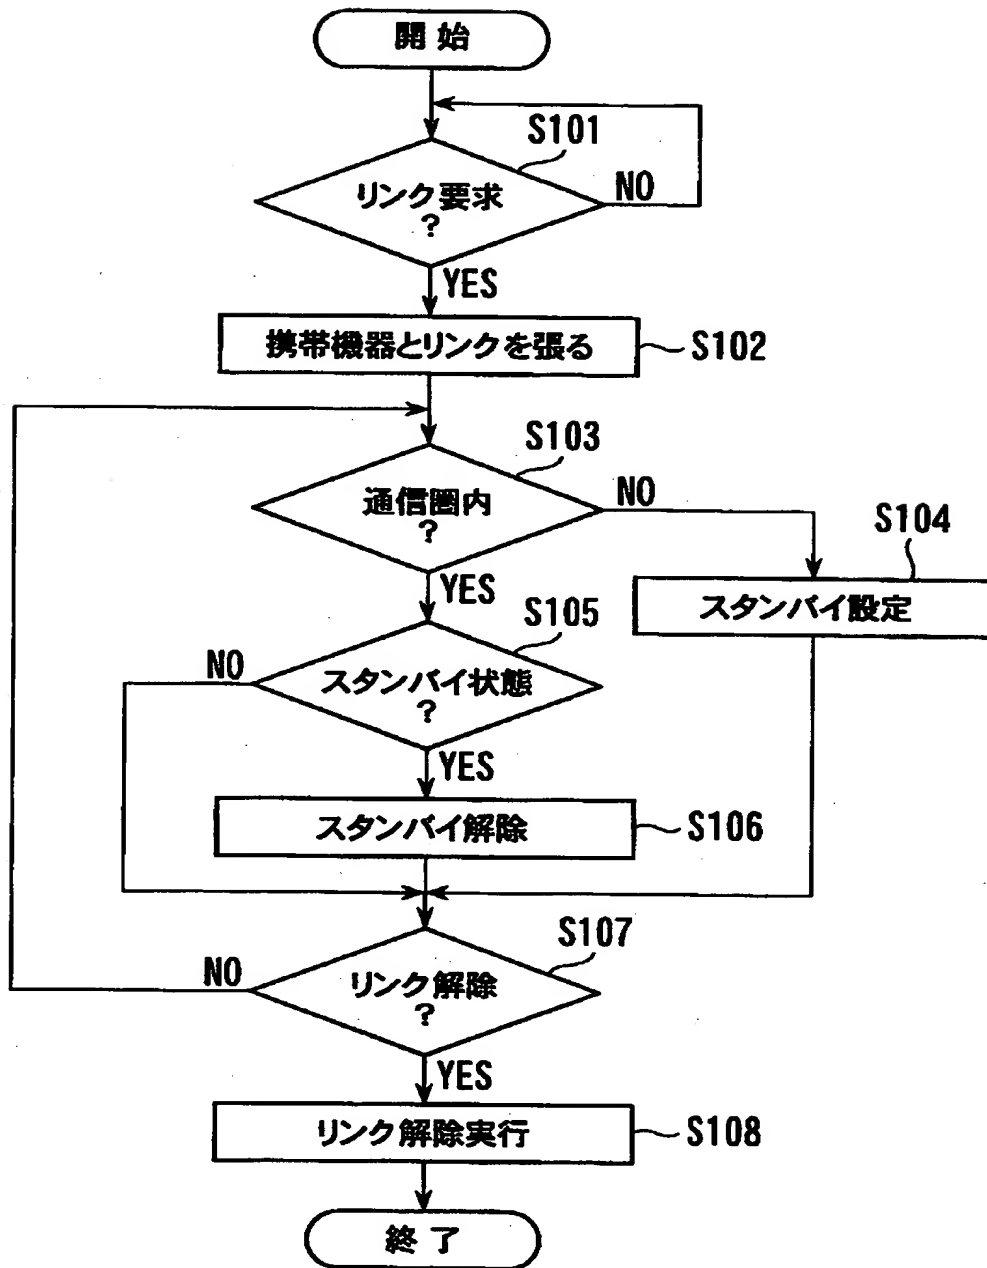 開始
S101
リンク要求
?
NO
YES
携帯機器とリンクを張る
S102
S103
通信圏内
?
NO
S104
YES
スタンバイ設定
S105
NO
スタンバイ状態
?
YES
スタンバイ解除
S106
S107
NO
リンク解除
?
YES
リンク解除実行
S108
終了